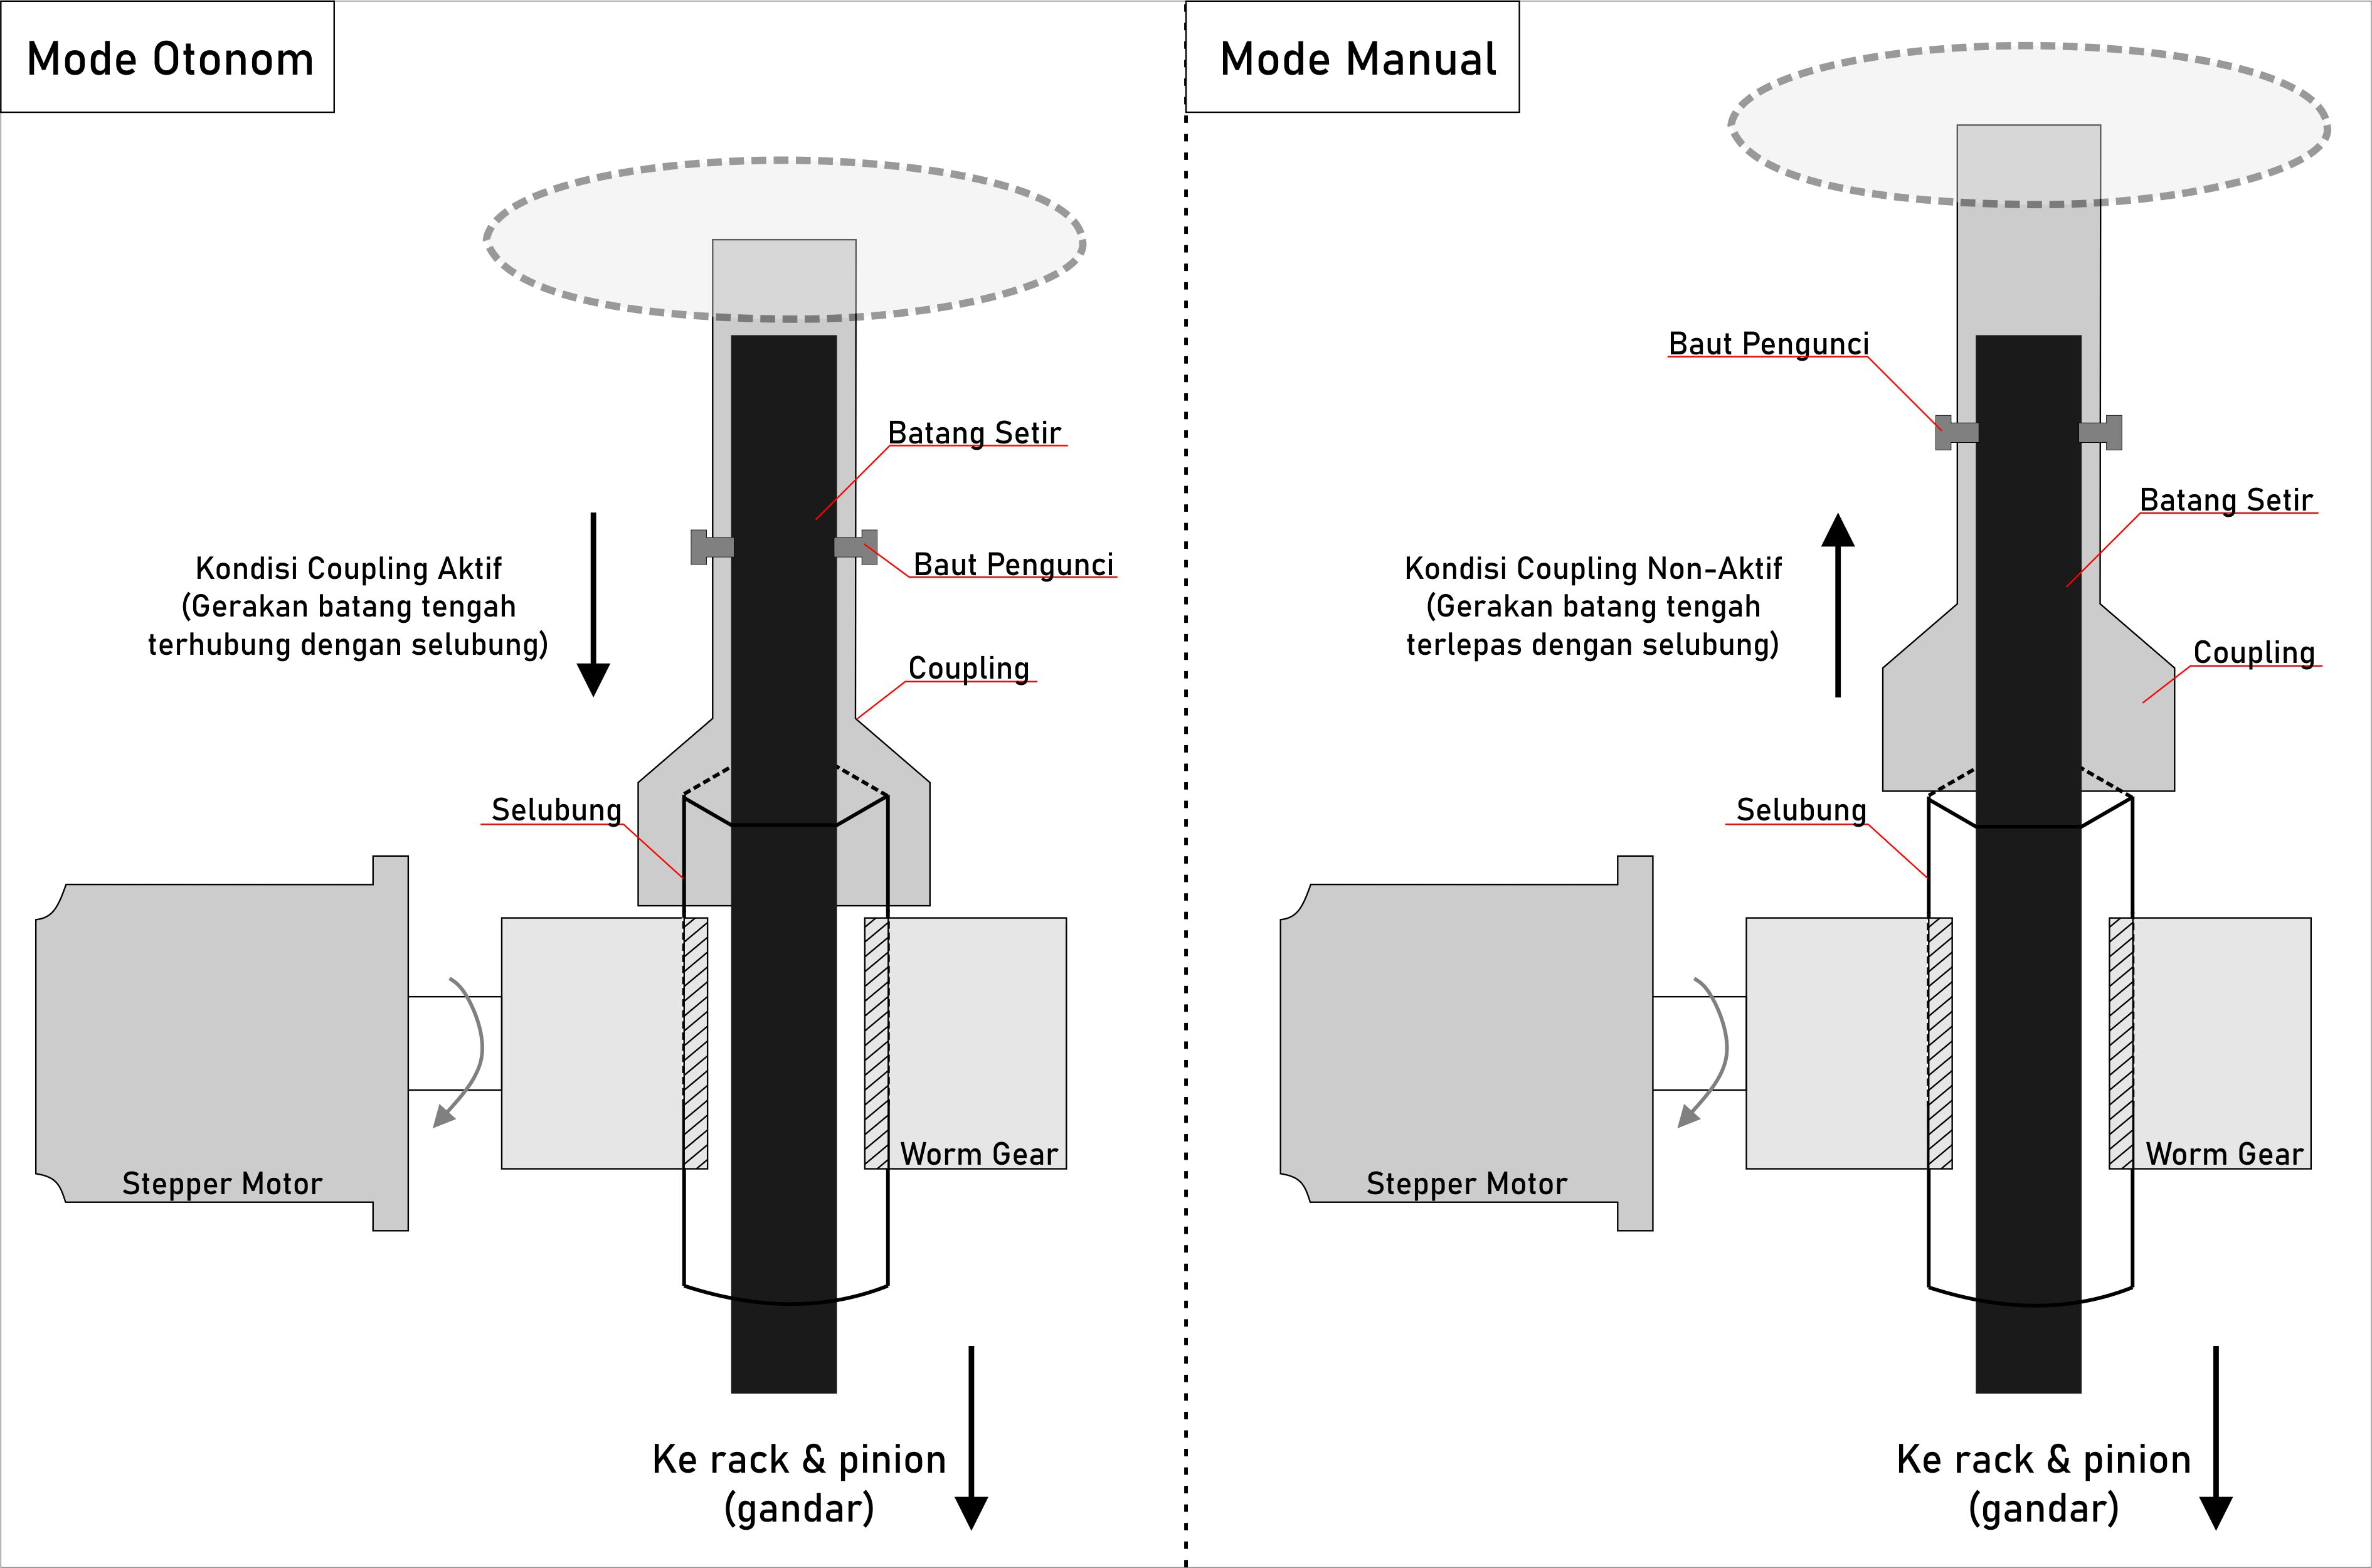 Mode Otonom
Batang Setir
Kondisi Coupling Aktif
(Gerakan batang tengah
terhubung dengan selubung)
Baut Pengunci
Coupling
Selubung
Stepper Motor
Worm Gear
Ke rack & pinion
(gandar)
Mode Manual
Baut Pengunci
Batang Setir
Kondisi Coupling Non-Aktif
(Gerakan batang tengah
terlepas dengan selubung)
Coupling
Selubung
Stepper Motor
Worm Gear
Ke rack & pinion
(gandar)